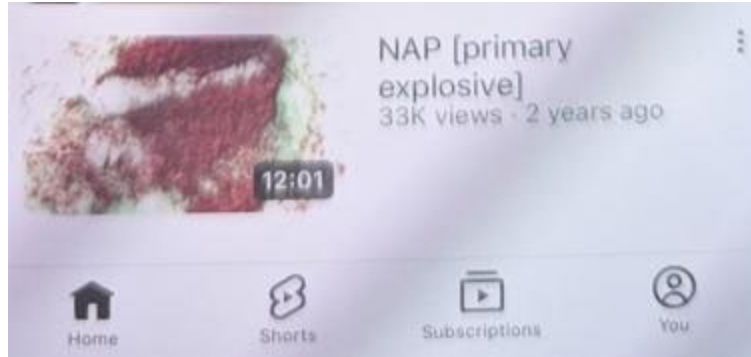 NAP [primary
explosive]
33K views · 2 years ago
12:01
Home
Shorts
Subscriptions
You